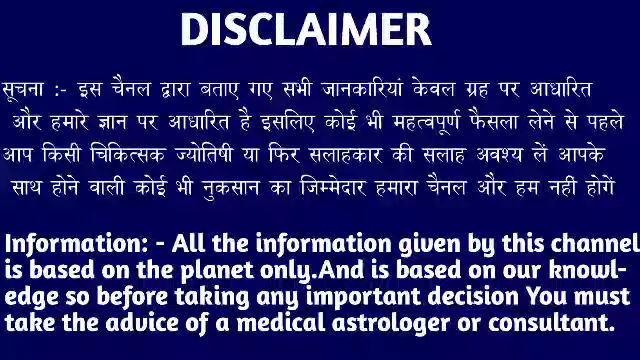 DISCLAIMER
सूचना :- इस चैनल द्वारा बताए गए सभी जानकारियां केवल ग्रह पर आधारित
और हमारे ज्ञान पर आधारित है इसलिए कोई भी महत्वपूर्ण फैसला लेने से पहले
आप किसी चिकित्सक ज्योतिषी या फिर सलाहकार की सलाह अवश्य लें आपके
साथ होने वाली कोई भी नुकसान का जिम्मेदार हमारा चैनल और हम नहीं होगें
Information: - All the information given by this channel
is based on the planet only.And is based on our knowl-
edge so before taking any important decision You must
take the advice of a medical astrologer or consultant.